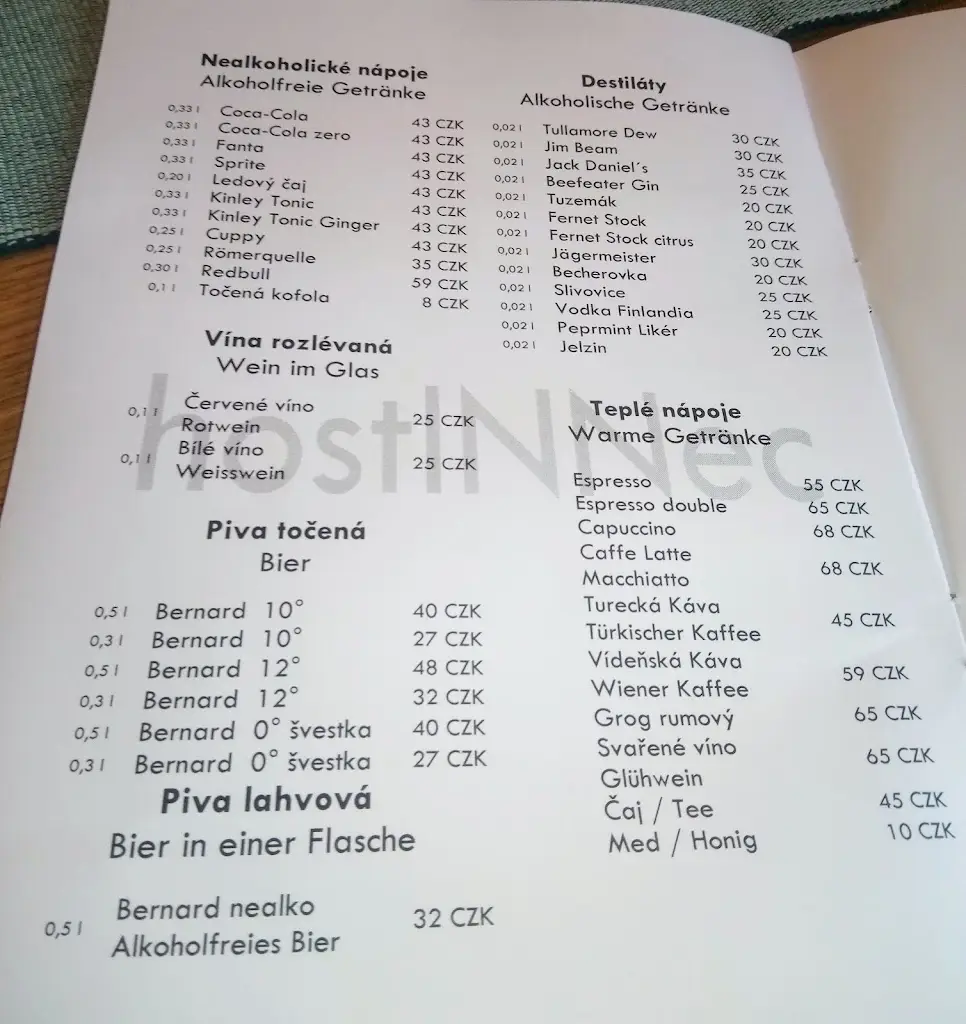 Nealkoholické nápoje
Alkoholfreie Getränke
0,33 l Coca-Cola 43 CZK
0,33 l Coca-Cola zero 43 CZK
0,33 l Fanta 43 CZK
0,33 l Sprite 43 CZK
0,20 l Ledový čaj 43 CZK
0,33 l Kinley Tonic 43 CZK
0,33 l Kinley Tonic Ginger 43 CZK
0,25 l Cuppy 43 CZK
0,25 l Römerquelle 35 CZK
0,30 l Redbull 59 CZK
0,1 l Točená kofola 8 CZK
Vína rozlévaná
Wein im Glas
0,1 l Červené víno 25 CZK
Rotwein
0,1 l Bílé víno 25 CZK
Weisswein
Piva točená
Bier
0,5 l Bernard 10° 40 CZK
0,3 l Bernard 10° 27 CZK
0,5 l Bernard 12° 48 CZK
0,3 l Bernard 12° 32 CZK
0,5 l Bernard 0° švestka 40 CZK
0,3 l Bernard 0° švestka 27 CZK
Piva lahvová
Bier in einer Flasche
0,5 l Bernard nealko 32 CZK
Alkoholfreies Bier
Destiláty
Alkoholische Getränke
0,02 l Tullamore Dew 30 CZK
0,02 l Jim Beam 30 CZK
0,02 l Jack Daniel´s 35 CZK
0,02 l Beefeater Gin 25 CZK
0,02 l Tuzemák 20 CZK
0,02 l Fernet Stock 20 CZK
0,02 l Fernet Stock citrus 20 CZK
0,02 l Jägermeister 30 CZK
0,02 l Becherovka 20 CZK
0,02 l Slivovice 25 CZK
0,02 l Vodka Finlandia 25 CZK
0,02 l Peprmint Likér 20 CZK
0,02 l Jelzin 20 CZK
Teplé nápoje
Warme Getränke
Espresso 55 CZK
Espresso double 65 CZK
Capuccino 68 CZK
Caffe Latte
Macchiatto 68 CZK
Turecká Káva
Türkischer Kaffee 45 CZK
Vídeňská Káva
Wiener Kaffee 59 CZK
Grog rumový 65 CZK
Svařené víno
Glühwein 65 CZK
Čaj / Tee 45 CZK
Med / Honig 10 CZK
hostINNec